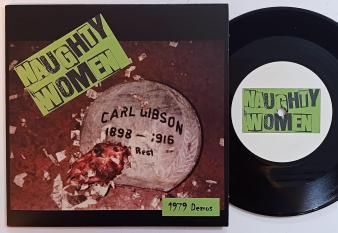 NAUGHTY
WOMEN
CARL GIBSON
1898 – 1916
Rest
1979 Demos
NAUGHTY
WOMEN